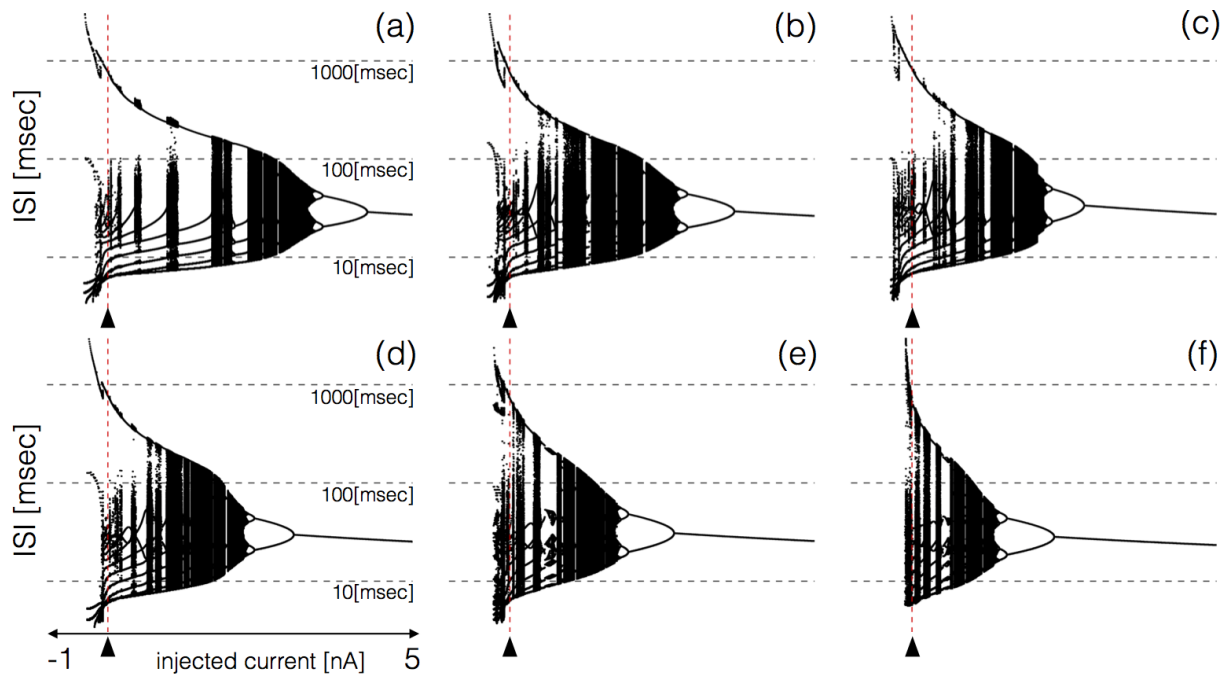 (a) (b) (c)
1000[msec]
ISI [msec]
100[msec]
10[msec]
(d) (e) (f)
1000[msec]
ISI [msec]
100[msec]
10[msec]
-1 injected current [nA] 5